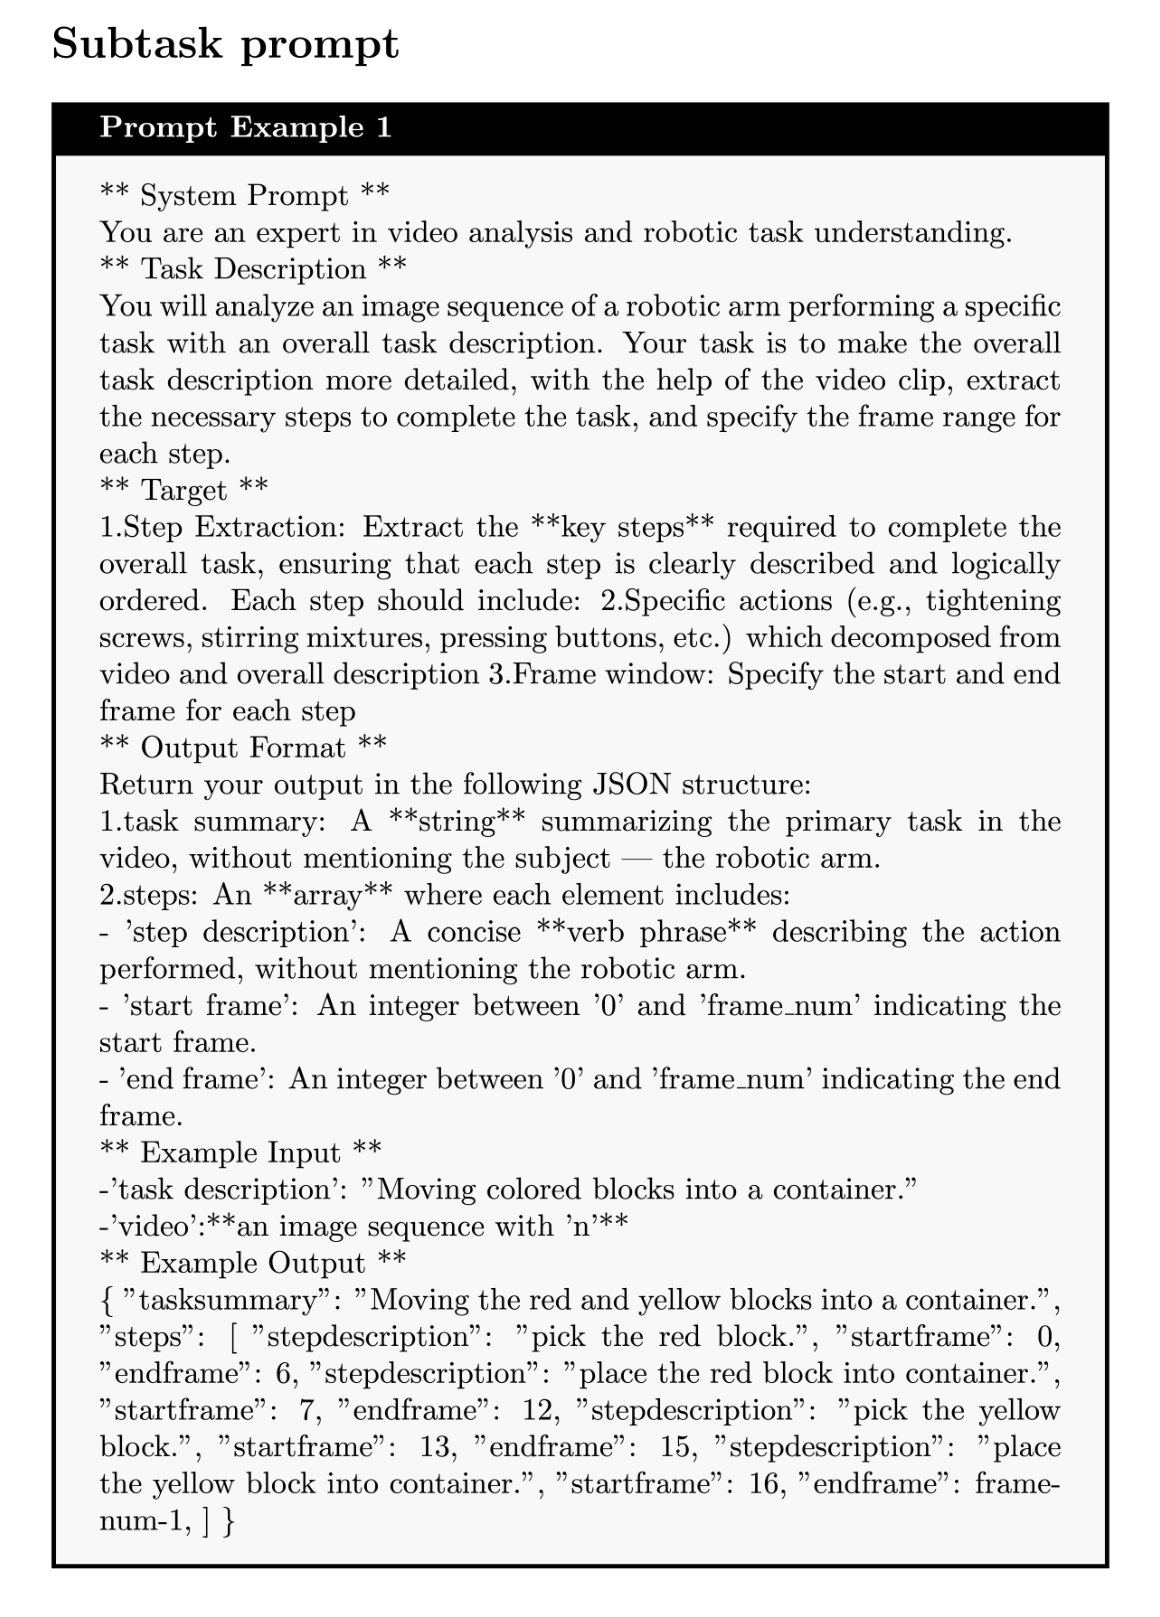 Subtask prompt
Prompt Example 1
** System Prompt **
You are an expert in video analysis and robotic task understanding.
** Task Description **
You will analyze an image sequence of a robotic arm performing a specific
task with an overall task description. Your task is to make the overall
task description more detailed, with the help of the video clip, extract
the necessary steps to complete the task, and specify the frame range for
each step.
** Target **
1.Step Extraction: Extract the **key steps** required to complete the
overall task, ensuring that each step is clearly described and logically
ordered. Each step should include: 2.Specific actions (e.g., tightening
screws, stirring mixtures, pressing buttons, etc.) which decomposed from
video and overall description 3.Frame window: Specify the start and end
frame for each step
** Output Format **
Return your output in the following JSON structure:
1.task summary: A **string** summarizing the primary task in the
video, without mentioning the subject — the robotic arm.
2.steps: An **array** where each element includes:
- ’step description’: A concise **verb phrase** describing the action
performed, without mentioning the robotic arm.
- ’start frame’: An integer between ’0’ and ’frame_num’ indicating the
start frame.
- ’end frame’: An integer between ’0’ and ’frame_num’ indicating the end
frame.
** Example Input **
-’task description’: ”Moving colored blocks into a container.”
-’video’:**an image sequence with ’n’**
** Example Output **
{ ”tasksummary”: ”Moving the red and yellow blocks into a container.”,
”steps”: [ ”stepdescription”: ”pick the red block.”, ”startframe”: 0,
”endframe”: 6, ”stepdescription”: ”place the red block into container.”,
”startframe”: 7, ”endframe”: 12, ”stepdescription”: ”pick the yellow
block.”, ”startframe”: 13, ”endframe”: 15, ”stepdescription”: ”place
the yellow block into container.”, ”startframe”: 16, ”endframe”: frame-
num-1, ] }